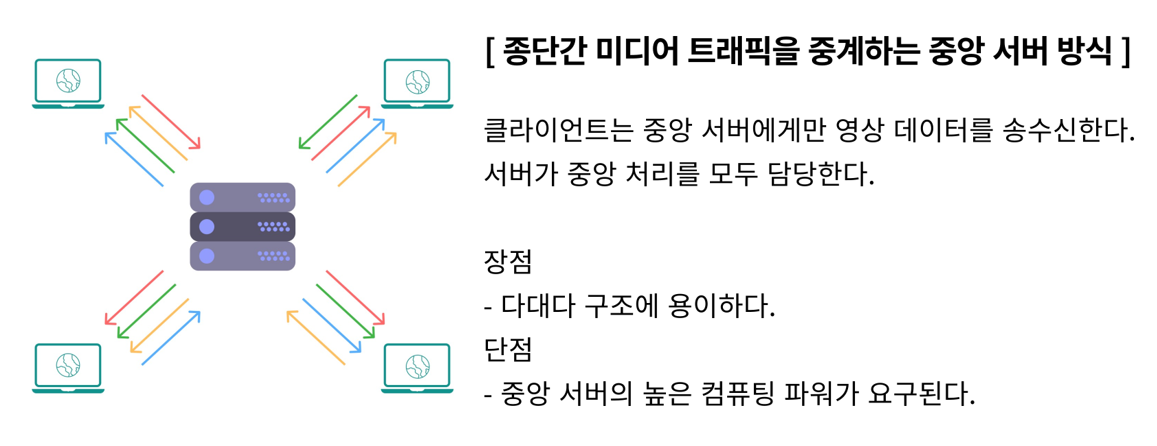 [ 종단간 미디어 트래픽을 중계하는 중앙 서버 방식 ]
클라이언트는 중앙 서버에게만 영상 데이터를 송수신한다.
서버가 중앙 처리를 모두 담당한다.
장점
- 다대다 구조에 용이하다.
단점
- 중앙 서버의 높은 컴퓨팅 파워가 요구된다.